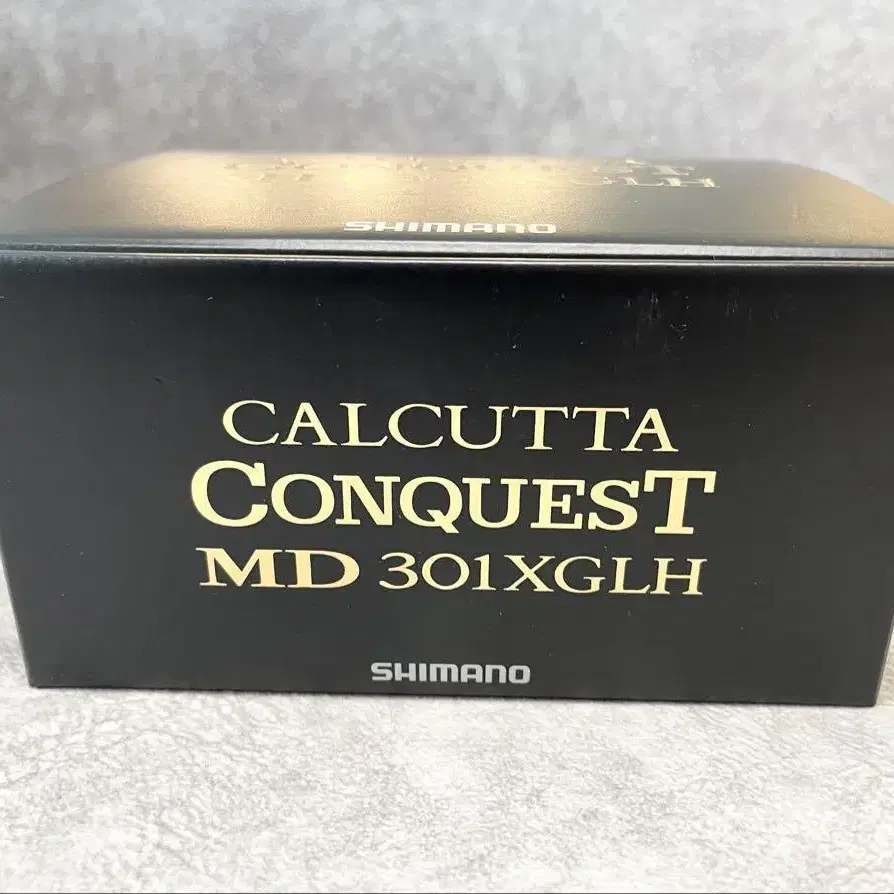 SHIMANO
CALCUTTA
CONQUEST
MD 301XGLH
SHIMANO